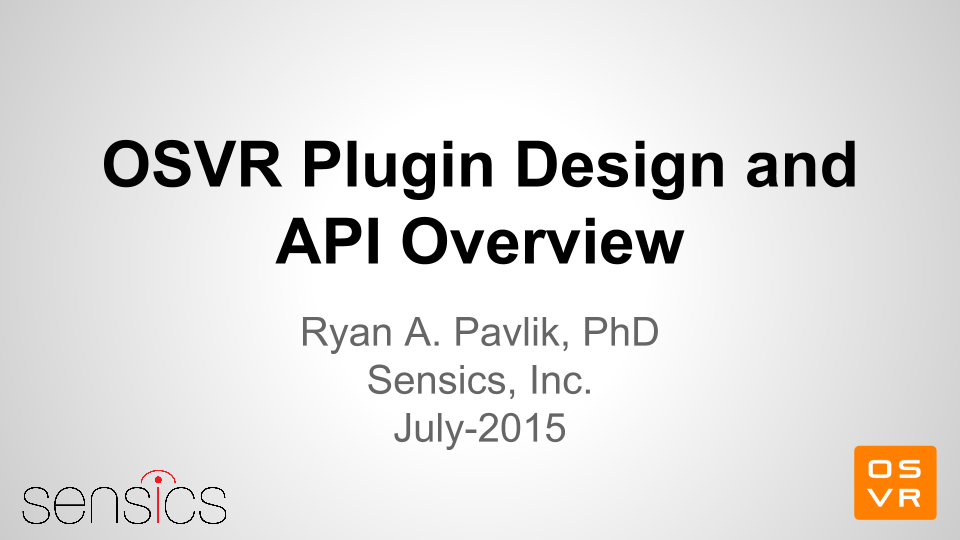 OSVR Plugin Design and
API Overview
Ryan A. Pavlik, PhD
Sensics, Inc.
July-2015
sensics
OS
VR